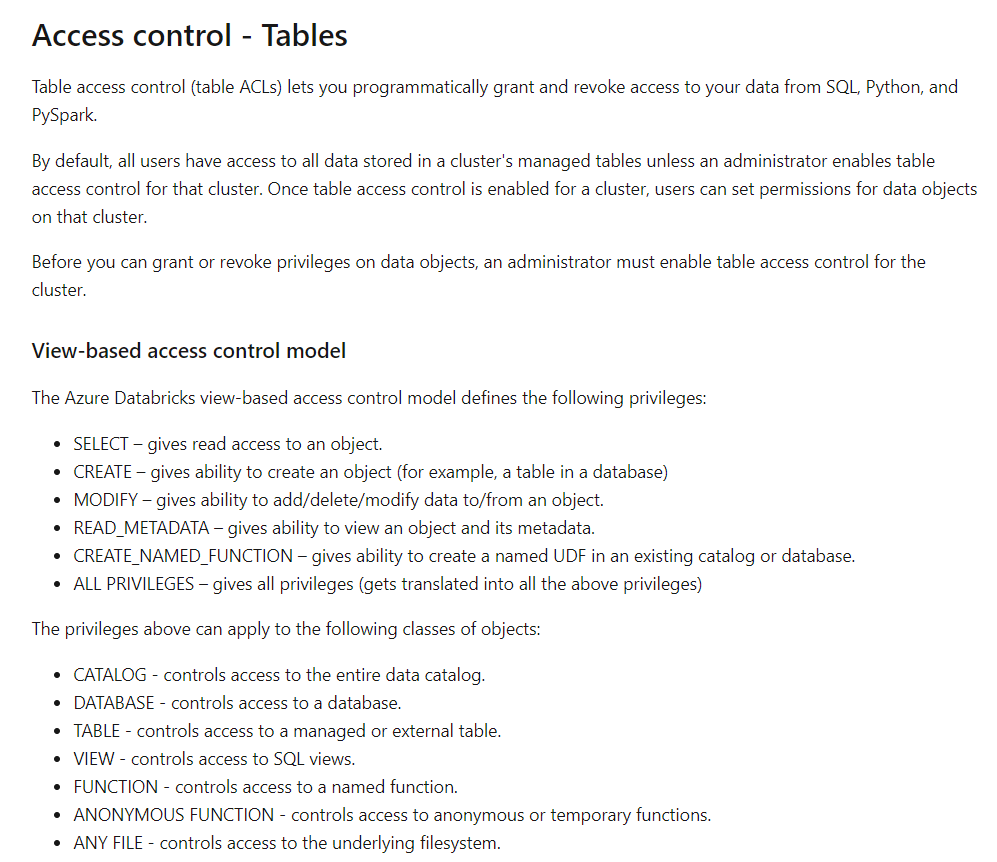 Access control - Tables
Table access control (table ACLs) lets you programmatically grant and revoke access to your data from SQL, Python, and
PySpark.
By default, all users have access to all data stored in a cluster's managed tables unless an administrator enables table
access control for that cluster. Once table access control is enabled for a cluster, users can set permissions for data objects
on that cluster.
Before you can grant or revoke privileges on data objects, an administrator must enable table access control for the
cluster.
View-based access control model
The Azure Databricks view-based access control model defines the following privileges:
• SELECT – gives read access to an object.
• CREATE – gives ability to create an object (for example, a table in a database)
• MODIFY – gives ability to add/delete/modify data to/from an object.
• READ_METADATA – gives ability to view an object and its metadata.
• CREATE_NAMED_FUNCTION – gives ability to create a named UDF in an existing catalog or database.
• ALL PRIVILEGES – gives all privileges (gets translated into all the above privileges)
The privileges above can apply to the following classes of objects:
• CATALOG - controls access to the entire data catalog.
• DATABASE - controls access to a database.
• TABLE - controls access to a managed or external table.
• VIEW - controls access to SQL views.
• FUNCTION - controls access to a named function.
• ANONYMOUS FUNCTION - controls access to anonymous or temporary functions.
• ANY FILE - controls access to the underlying filesystem.